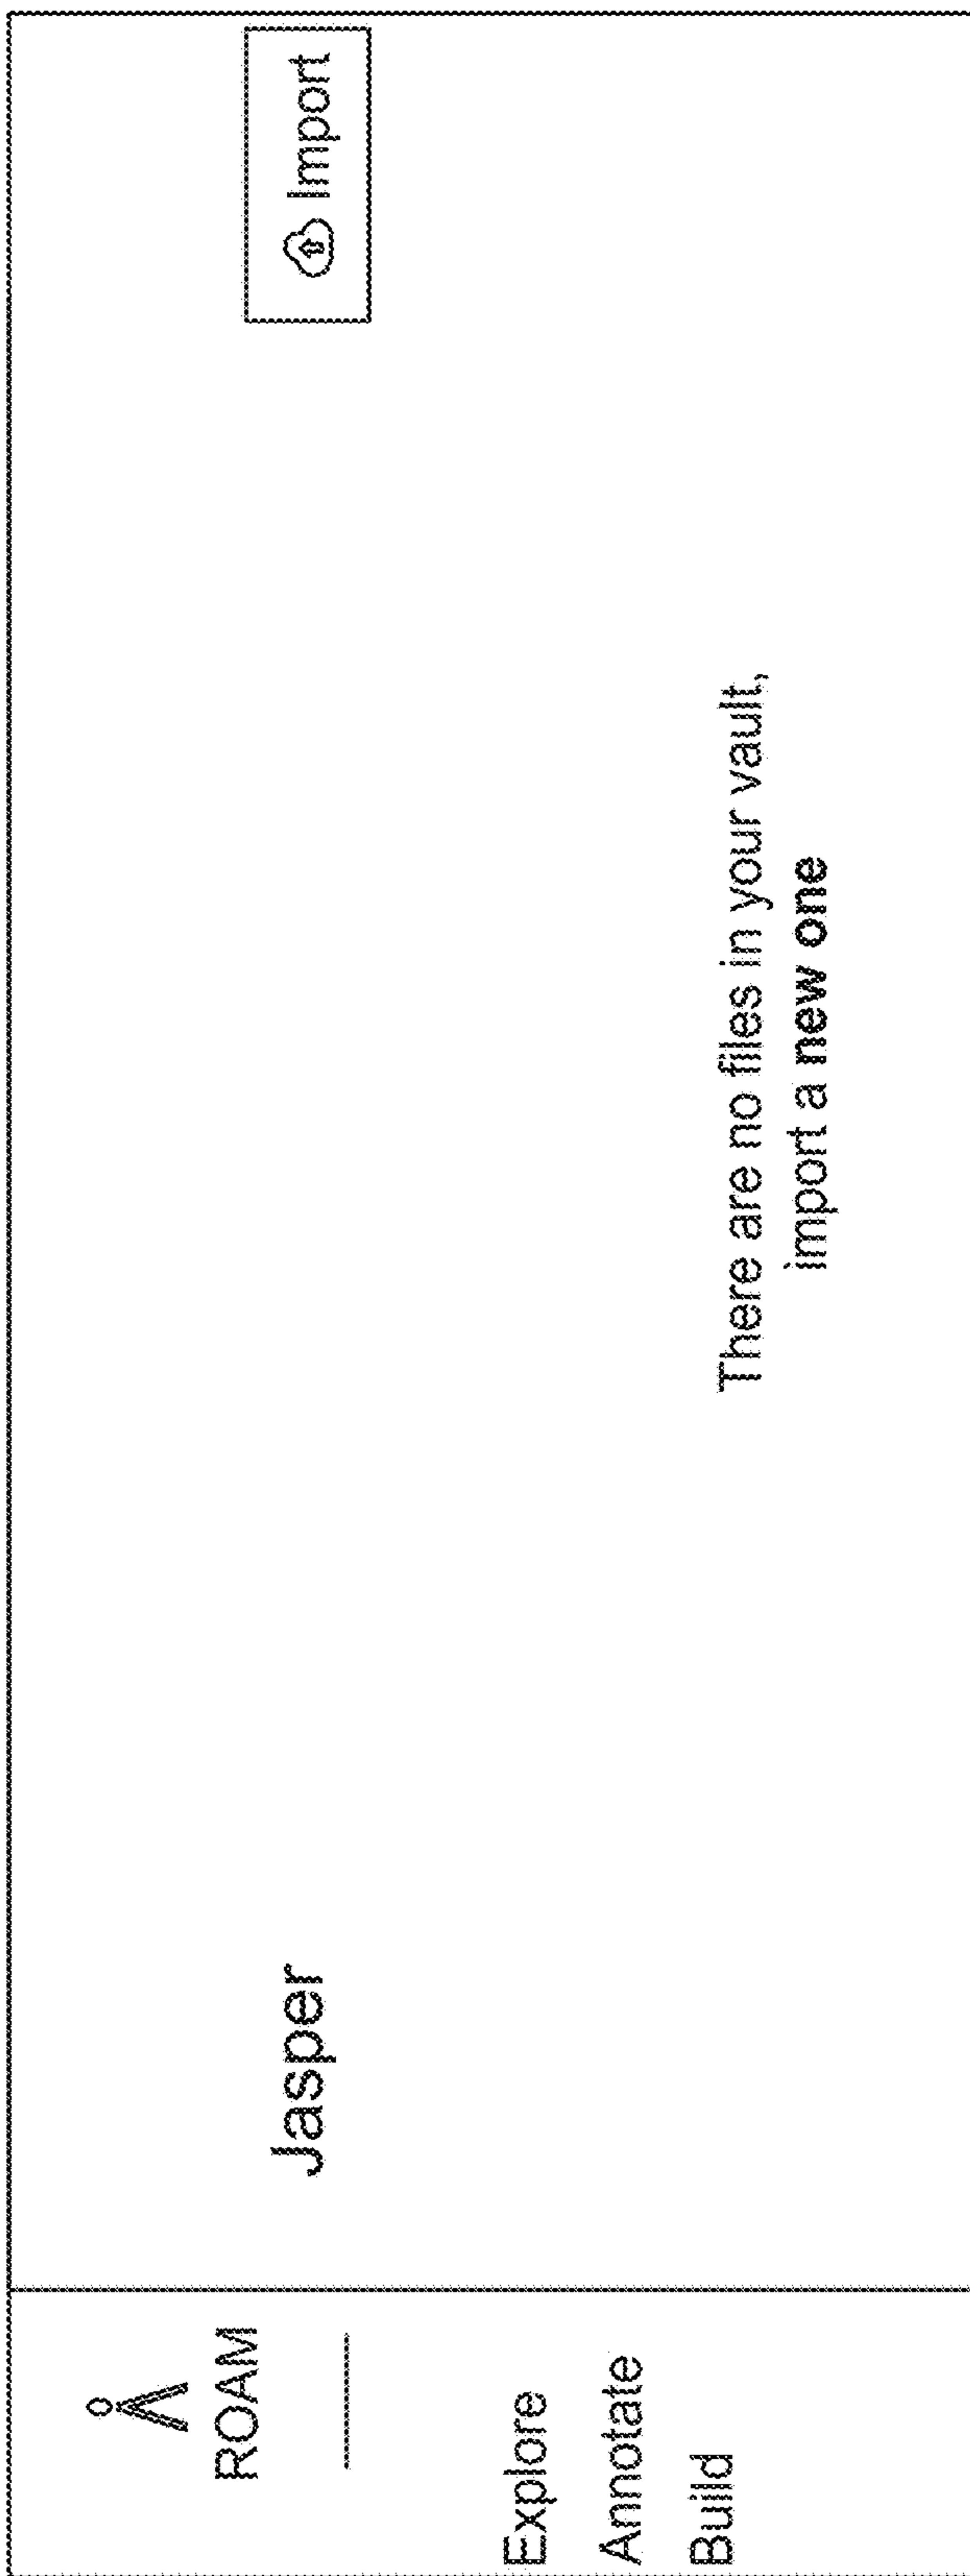 ROAM
Explore
Annotate
Build
Jasper
Import
There are no files in your vault,
import a new one